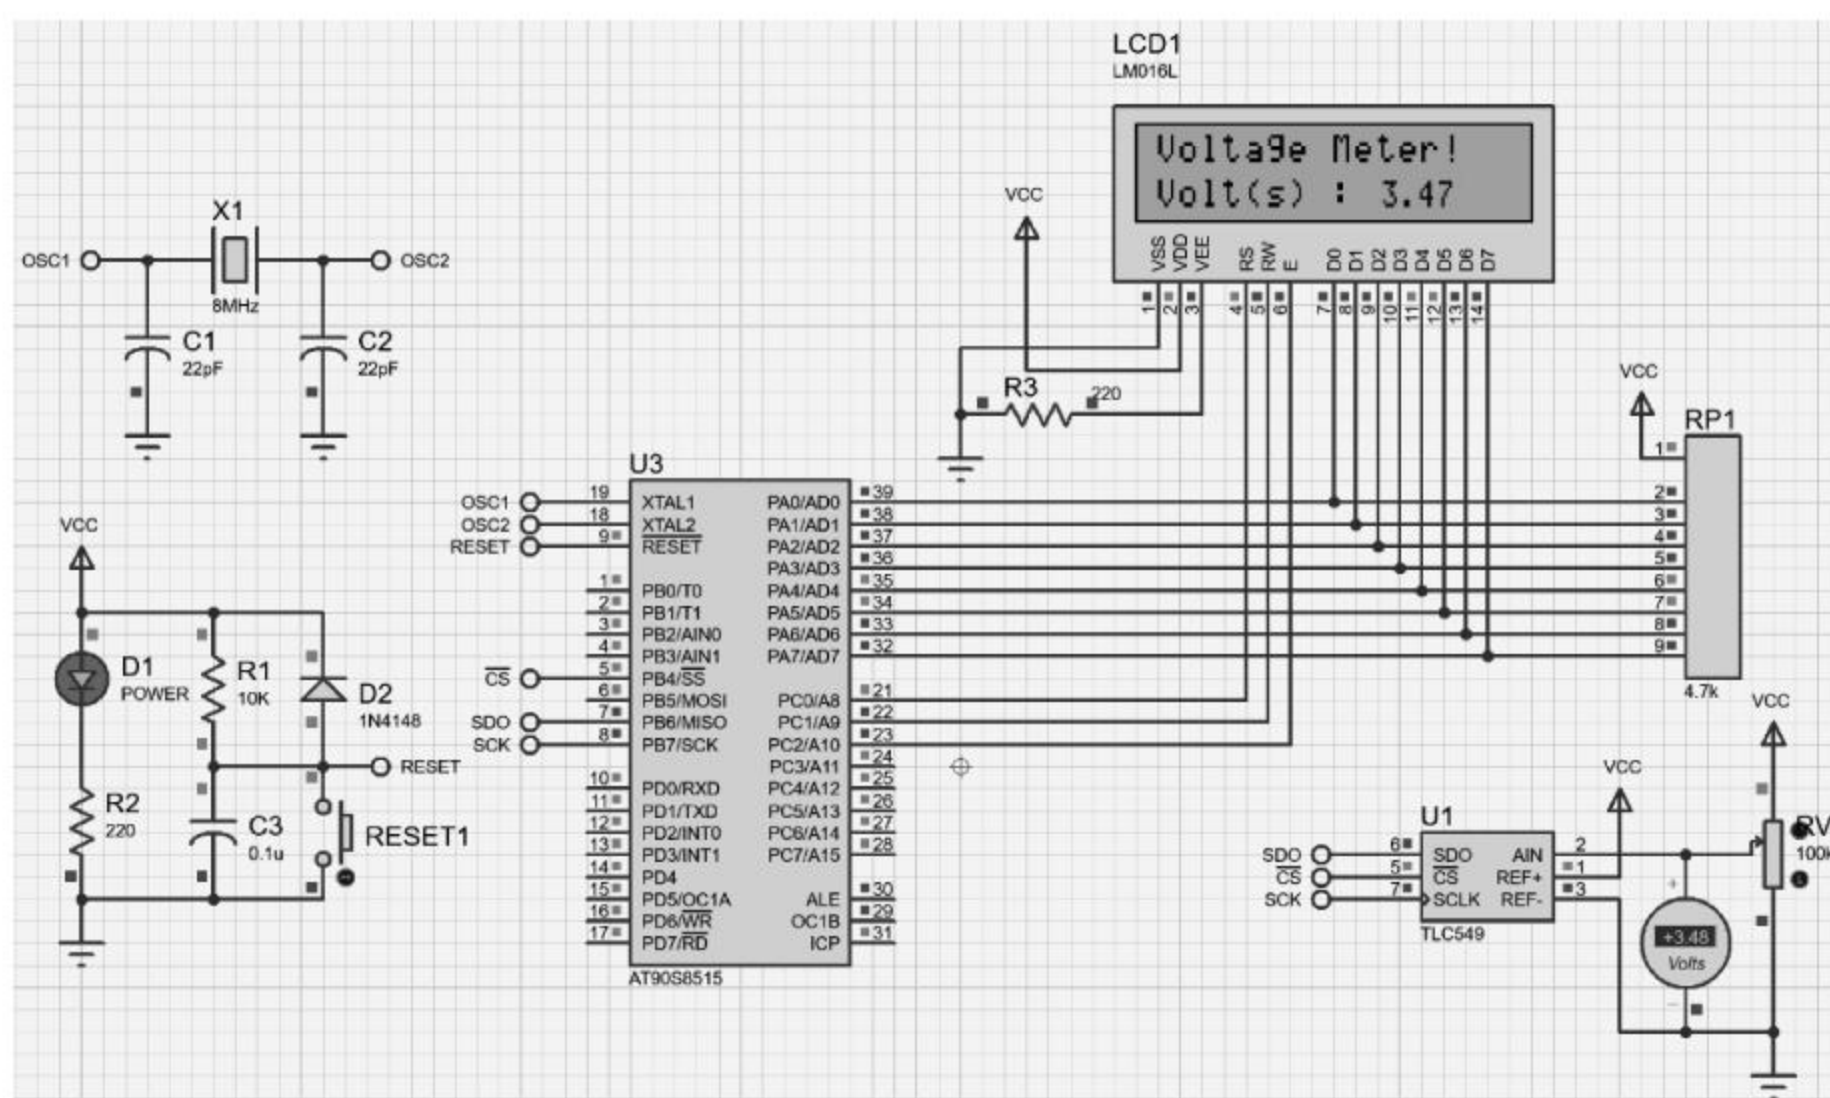 LCD1
LM016L
Voltage Meter!
Volt(s) : 3.47
VSS VDD VEE RS RW E D0 D1 D2 D3 D4 D5 D6 D7
1 2 3 4 5 6 7 8 9 10 11 12 13 14
VCC
R3
220
X1
OSC1
OSC2
8MHz
C1
22pF
C2
22pF
VCC
D1
POWER
R1
10K
D2
1N4148
RESET
R2
220
C3
0.1u
RESET1
U3
OSC1 19 XTAL1 PA0/AD0 39
OSC2 18 XTAL2 PA1/AD1 38
RESET 9 RESET PA2/AD2 37
PA3/AD3 36
1 PB0/T0 PA4/AD4 35
2 PB1/T1 PA5/AD5 34
3 PB2/AIN0 PA6/AD6 33
4 PB3/AIN1 PA7/AD7 32
CS 5 PB4/SS
6 PB5/MOSI PC0/A8 21
SDO 7 PB6/MISO PC1/A9 22
SCK 8 PB7/SCK PC2/A10 23
PC3/A11 24
10 PD0/RXD PC4/A12 25
11 PD1/TXD PC5/A13 26
12 PD2/INT0 PC6/A14 27
13 PD3/INT1 PC7/A15 28
14 PD4
15 PD5/OC1A ALE 30
16 PD6/WR OC1B 29
17 PD7/RD ICP 31
AT90S8515
VCC
RP1
1
2
3
4
5
6
7
8
9
4.7k
VCC
RV
100k
VCC
U1
SDO 6 SDO AIN 2
CS 5 CS REF+ 1
SCK 7 SCLK REF- 3
TLC549
+3.48
Volts